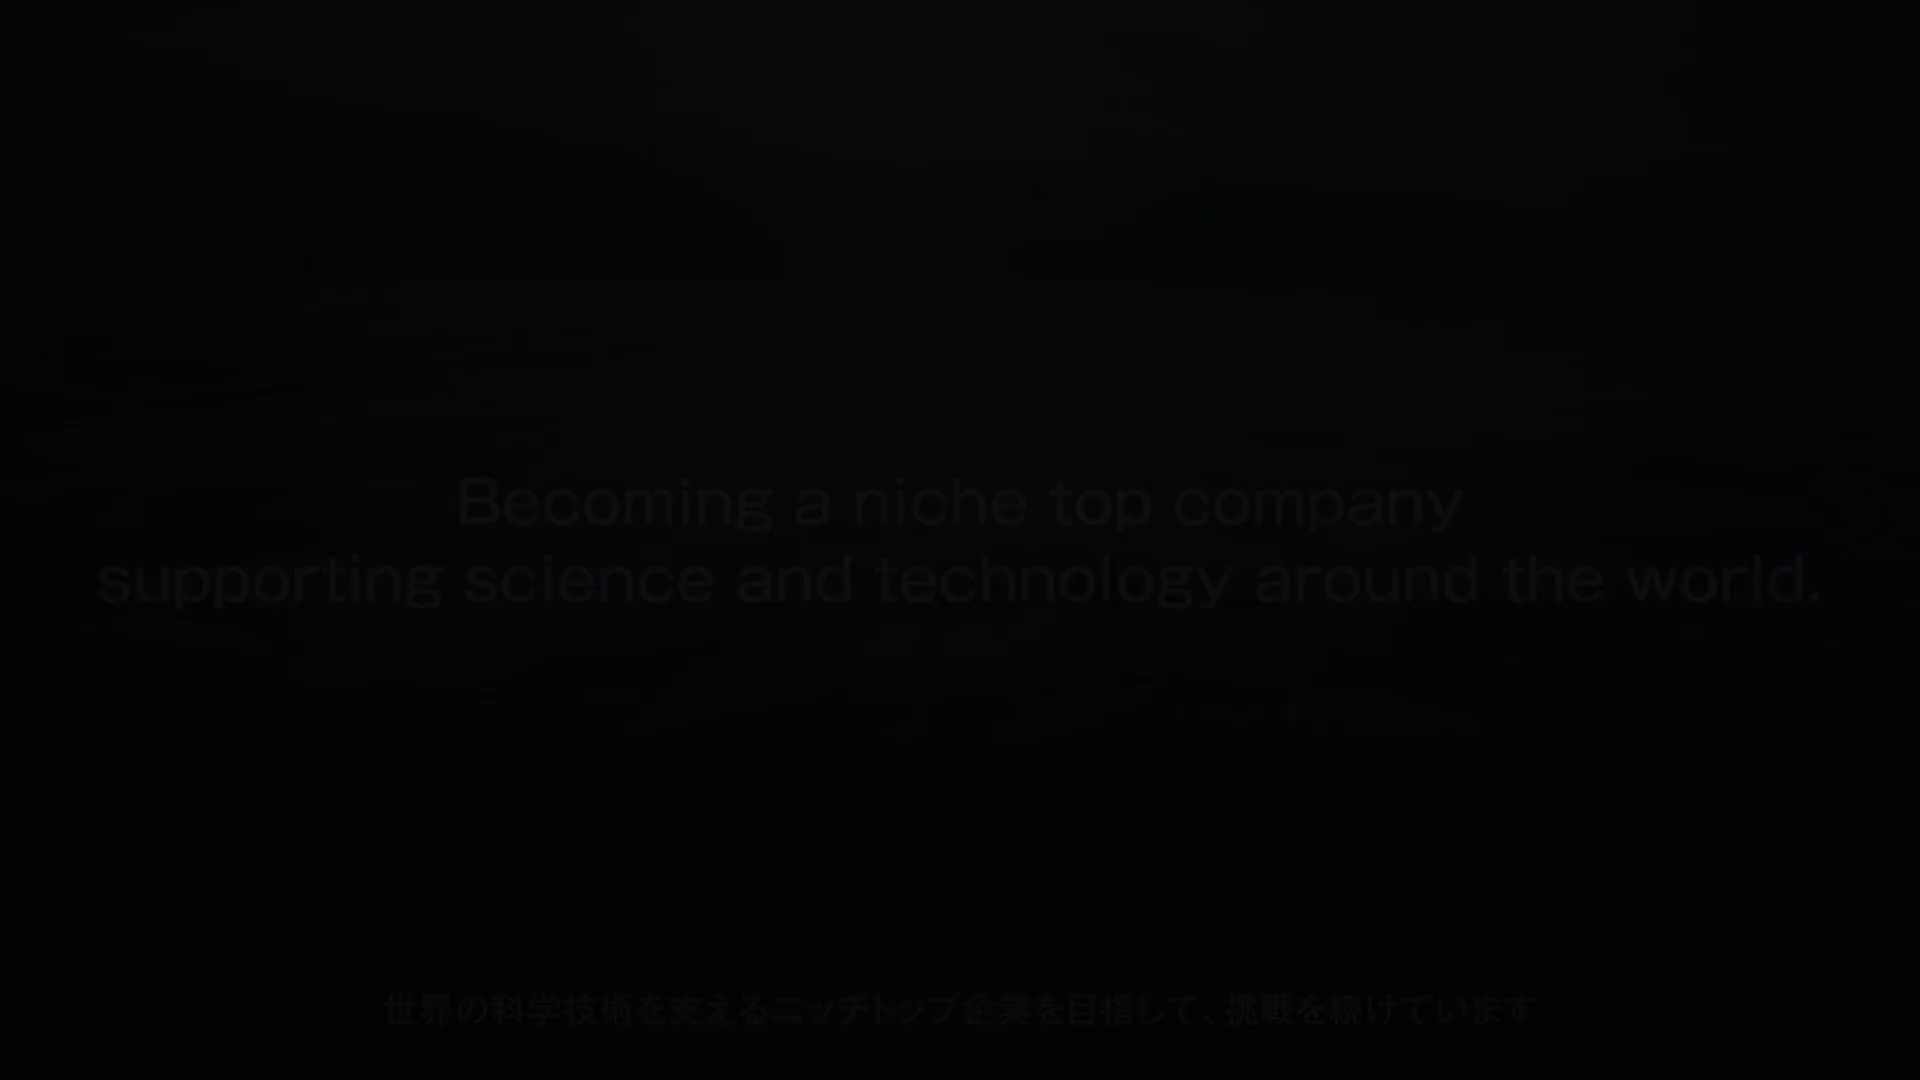 Becoming a niche top company
supporting science and technology around the world.
世界の科学技術を支えるニッチトップ企業を目指して、挑戦を続けています